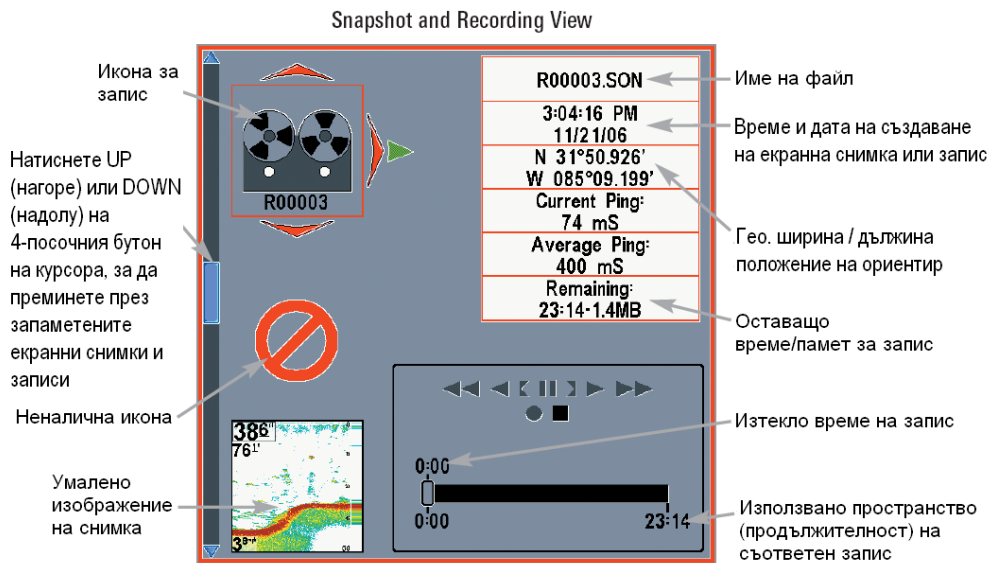 Snapshot and Recording View
Икона за
запис
Натиснете UP
(нагоре) или DOWN
(надолу) на
4-посочния бутон
на курсора, за да
преминете през
запаметените
екранни снимки и
записи
Неналична икона
Умалено
изображение
на снимка
R00003
386"
761'
R00003.SON
3:04:16 PM
11/21/06
N 31°50.926'
W 085°09.199'
Current Ping:
74 mS
Average Ping:
400 mS
Remaining:
23:14-1.4MB
0:00
0:00
23:14
Име на файл
Време и дата на създаване
на екранна снимка или запис
Гео. ширина / дължина
положение на ориентир
Оставащо
време/памет за запис
Изтекло време на запис
Използвано пространство
(продължителност) на
съответен запис